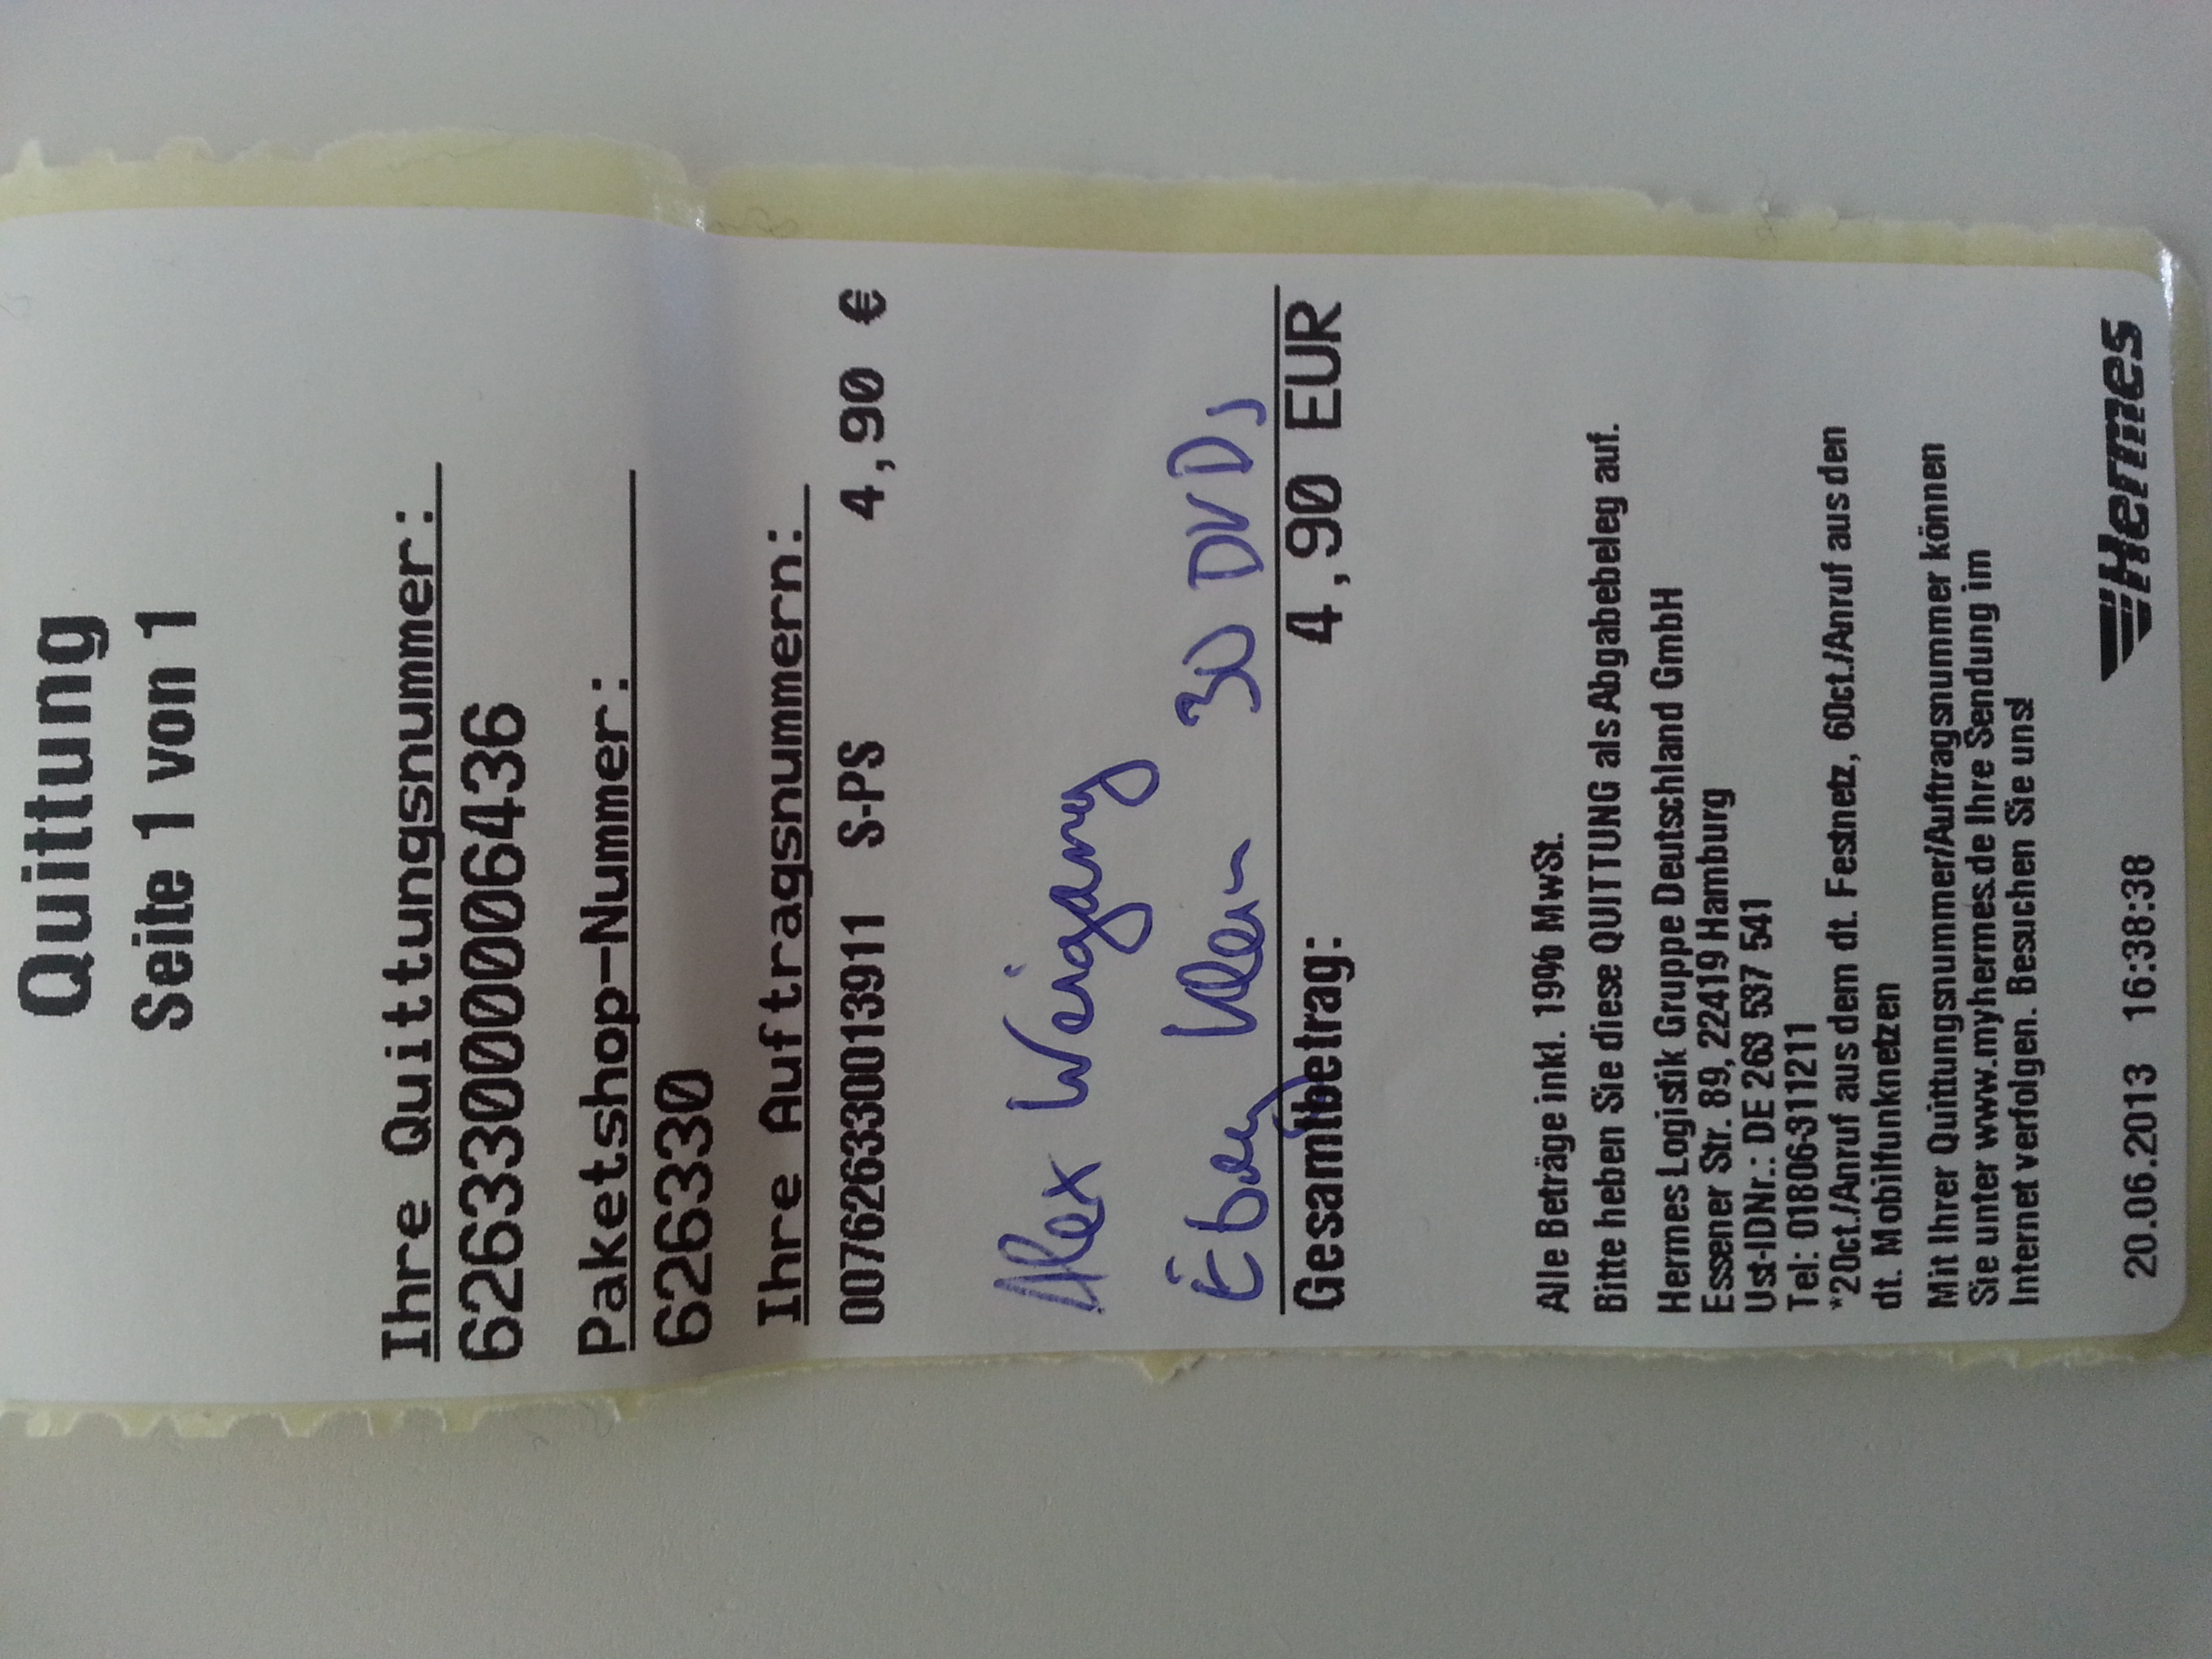 Quittung
Seite 1 von 1
Ihre Quittungsnummer:
62633000006436
Paketshop-Nummer:
626330
Ihre Auftragsnummern:
007626330013911 S-PS 4,90 €
Alex Weigang
Ebay 30 DVDs
Gesamtbetrag: 4,90 EUR
Alle Beträge inkl. 19% MwSt.
Bitte heben Sie diese QUITTUNG als Abgabebeleg auf.
Hermes Logistik Gruppe Deutschland GmbH
Essener Str. 89, 22419 Hamburg
Ust-IDNr.: DE 263 537 541
Tel: 01806-311211
*20ct./Anruf aus dem dt. Festnetz, 60ct./Anruf aus den
dt. Mobilfunknetzen
Mit Ihrer Quittungsnummer/Auftragsnummer können
Sie unter www.myhermes.de Ihre Sendung im
Internet verfolgen. Besuchen Sie uns!
20.06.2013 16:38:38 Hermes